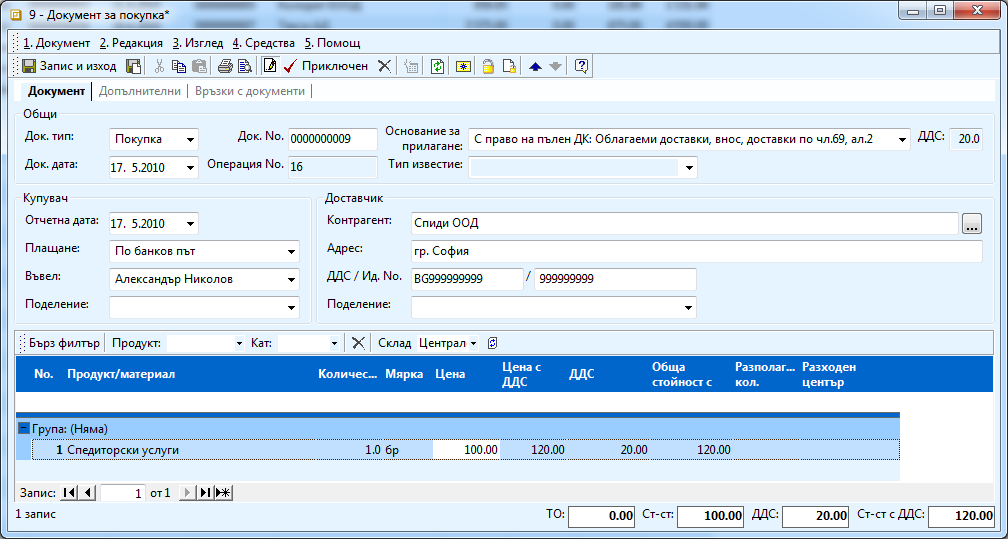 9 - Документ за покупка*
1. Документ 2. Редакция 3. Изглед 4. Средства 5. Помощ
Запис и изход Приключен
Документ Допълнителни Връзки с документи
Общи
Док. тип: Покупка Док. No. 0000000009 Основание за прилагане: С право на пълен ДК: Облагаеми доставки, внос, доставки по чл.69, ал.2 ДДС: 20.0
Док. дата: 17. 5.2010 Операция No. 16 Тип известие:
Купувач Доставчик
Отчетна дата: 17. 5.2010 Контрагент: Спиди ООД ...
Плащане: По банков път Адрес: гр. София
Въвел: Александър Николов ДДС / Ид. No. BG999999999 / 999999999
Поделение: Поделение:
Бърз филтър Продукт: Кат: Склад Централ
No. Продукт/материал Количес... Мярка Цена Цена с ДДС ДДС Обща стойност с Разполаг... кол. Разходен център
Група: (Няма)
1 Спедиторски услуги 1.0 бр 100.00 120.00 20.00 120.00
Запис: 1 от 1
1 запис ТО: 0.00 Ст-ст: 100.00 ДДС: 20.00 Ст-ст с ДДС: 120.00